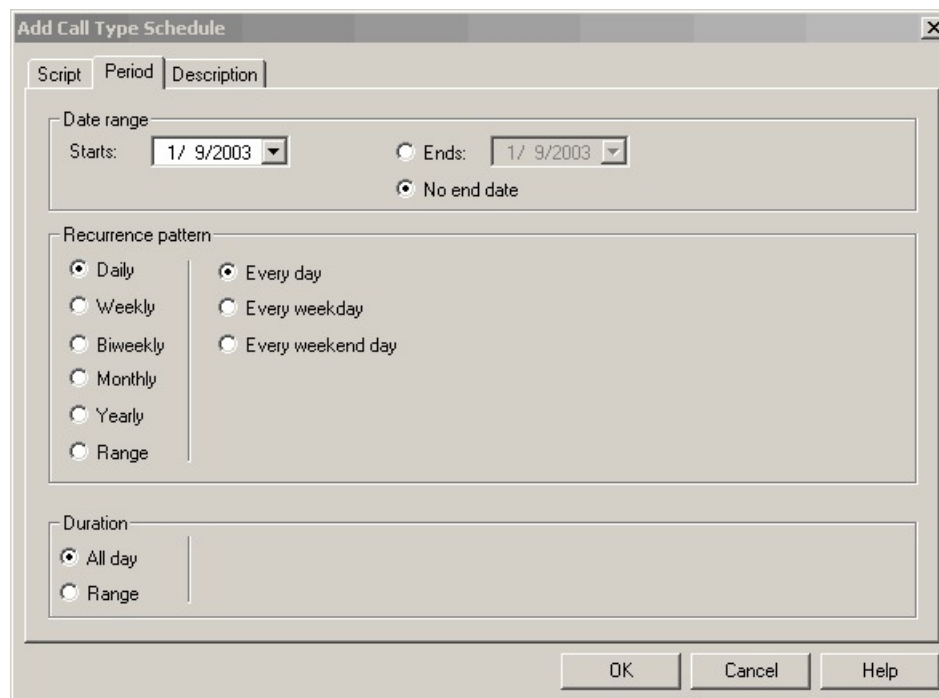 Add Call Type Schedule
Script Period Description
Date range
Starts: 1/ 9/2003 Ends: 1/ 9/2003
No end date
Recurrence pattern
Daily Every day
Weekly Every weekday
Biweekly Every weekend day
Monthly
Yearly
Range
Duration
All day
Range
OK Cancel Help